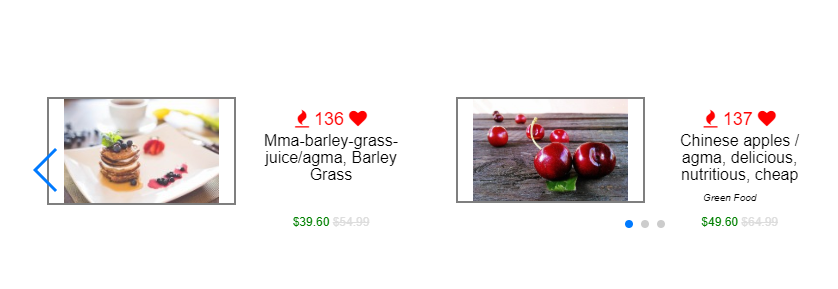 136
Mma-barley-grass-
juice/agma, Barley
Grass
$39.60 $54.99
137
Chinese apples /
agma, delicious,
nutritious, cheap
Green Food
$49.60 $64.99